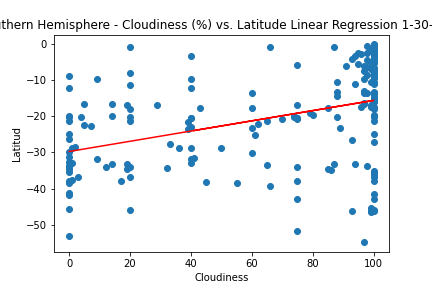 uthern Hemisphere - Cloudiness (%) vs. Latitude Linear Regression 1-30-
0
−10
−20
−30
−40
−50
Latitud
0 20 40 60 80 100
Cloudiness